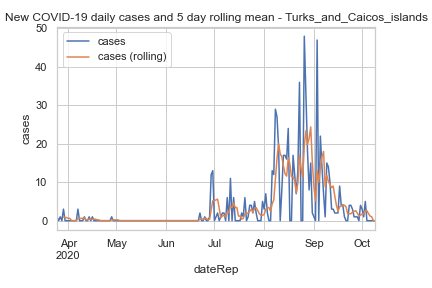 New COVID-19 daily cases and 5 day rolling mean - Turks_and_Caicos_islands
50
40
30
20
10
0
cases
cases (rolling)
cases
Apr
2020
May
Jun
Jul
Aug
Sep
Oct
dateRep